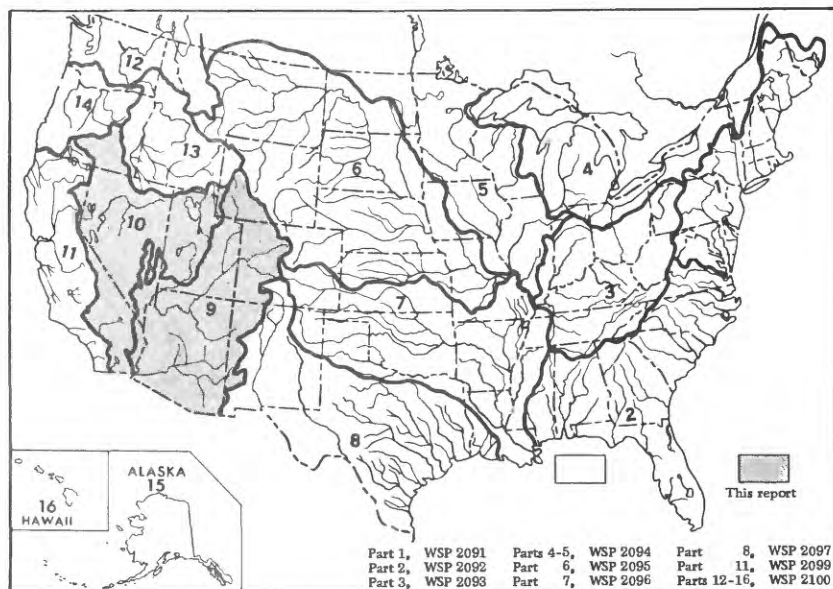 12
14
13
6
4
5
10
11
9
7
3
2
8
ALASKA
15
16
HAWAII
This report
Part 1, WSP 2091 Parts 4-5, WSP 2094 Part 8, WSP 2097
Part 2, WSP 2092 Part 6, WSP 2095 Part 11, WSP 2099
Part 3, WSP 2093 Part 7, WSP 2096 Parts 12-16, WSP 2100